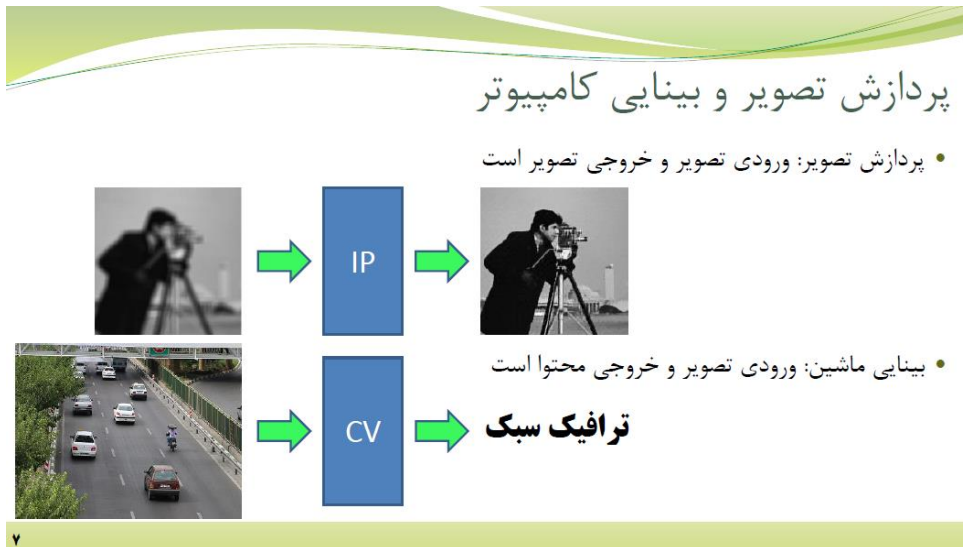 پردازش تصویر و بینایی کامپیوتر
• پردازش تصویر: ورودی تصویر و خروجی تصویر است
IP
• بینایی ماشین: ورودی تصویر و خروجی محتوا است
CV
ترافیک سبک
۷